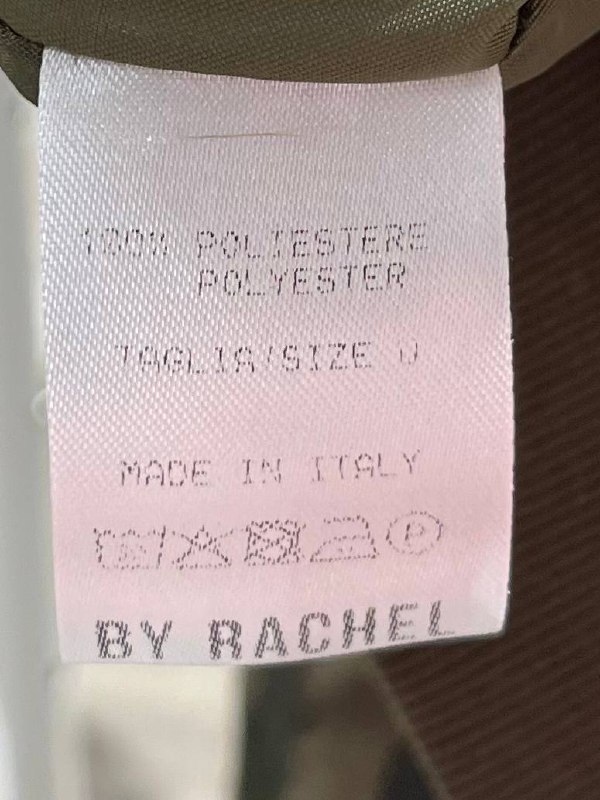 100% POLIESTERE
POLYESTER
TAGLIA/SIZE U
MADE IN ITALY
P
BY RACHEL